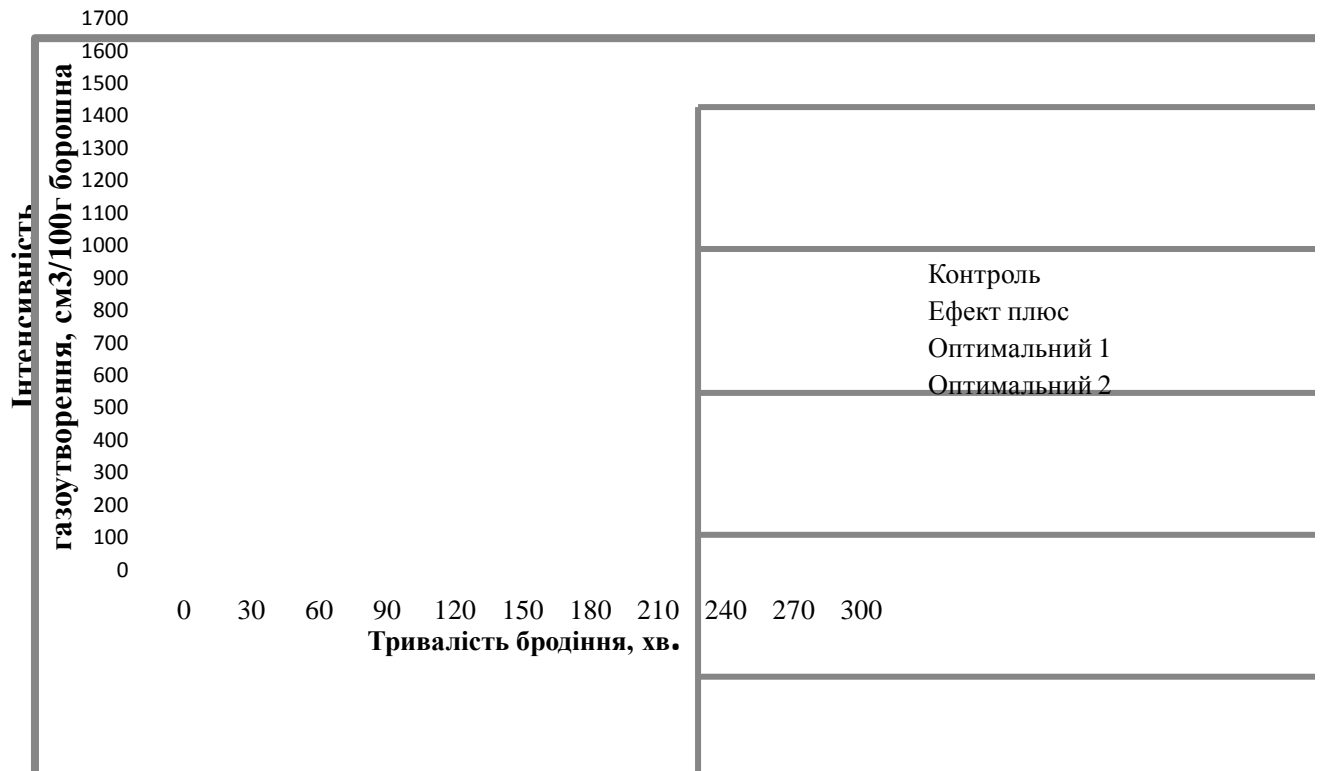 1700
1600
1500
1400
1300
1200
1100
1000
900
800
700
600
500
400
300
200
100
0
Інтенсивність
газоутворення, см3/100г борошна
Контроль
Ефект плюс
Оптимальний 1
Оптимальний 2
0 30 60 90 120 150 180 210 240 270 300
Тривалість бродіння, хв.